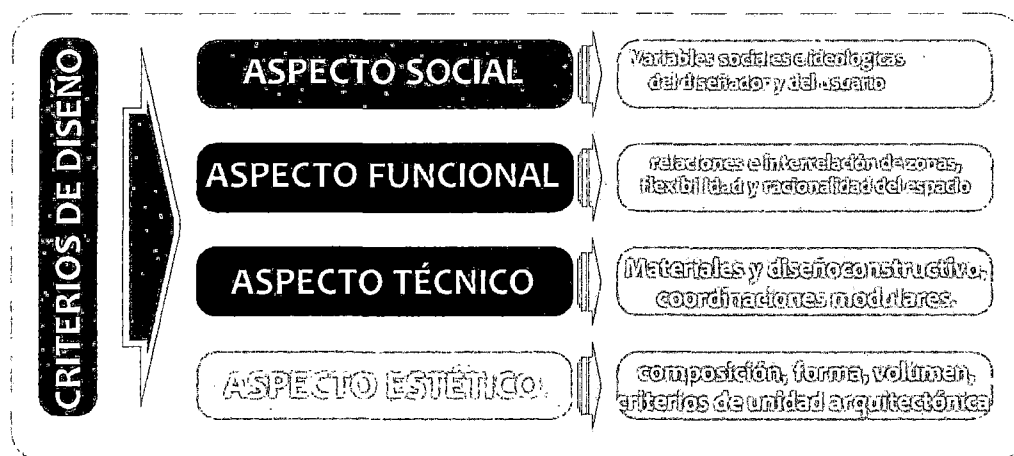 CRITERIOS DE DISEÑO
ASPECTO SOCIAL
Variables sociales e ideologicas
del diseñador y del usuario
ASPECTO FUNCIONAL
relaciones e interrelación de zonas,
flexibilidad y racionalidad del espacio
ASPECTO TÉCNICO
Materiales y diseñoconstructivo,
coordinaciones modulares.
ASPECTO ESTÉTICO
composición, forma, volúmen,
criterios de unidad arquitectónica